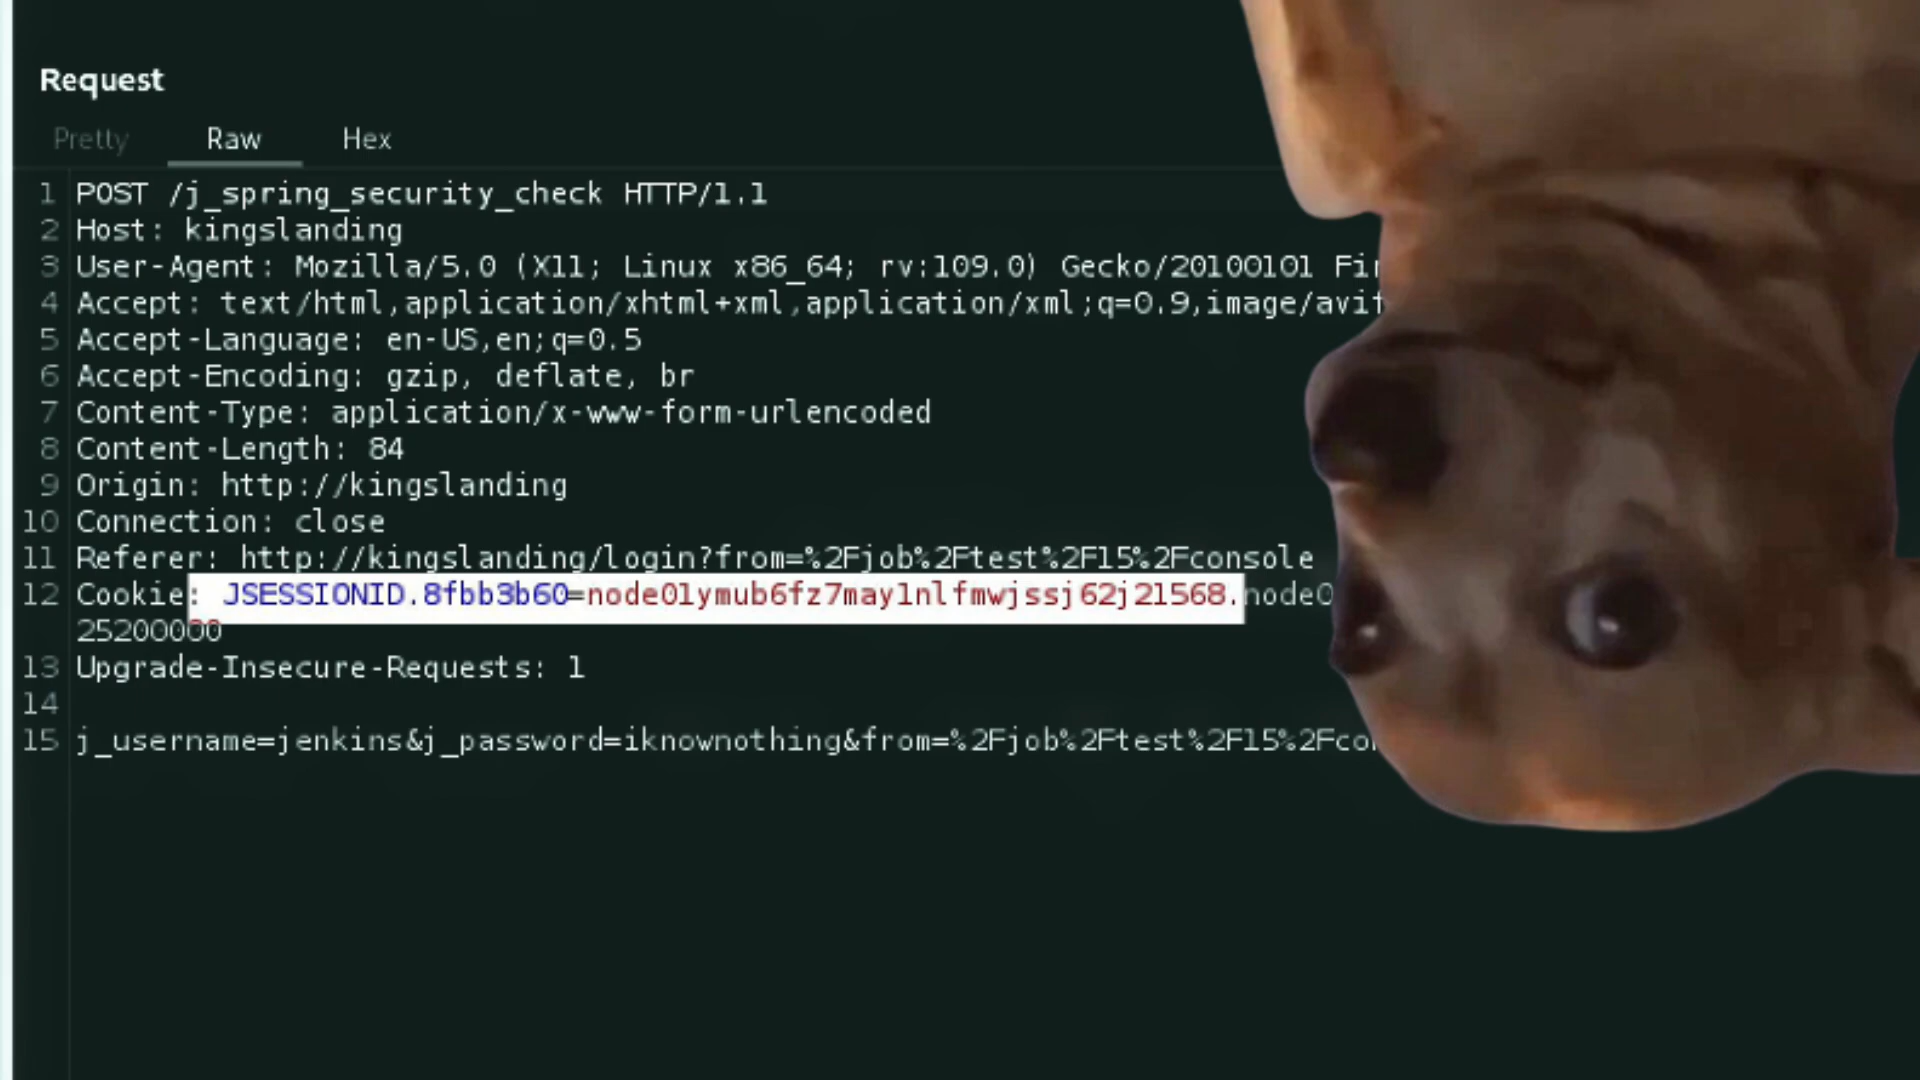 Request
Pretty Raw Hex
1 POST /j_spring_security_check HTTP/1.1
2 Host: kingslanding
3 User-Agent: Mozilla/5.0 (X11; Linux x86_64; rv:109.0) Gecko/20100101
4 Accept: text/html,application/xhtml+xml,application/xml;q=0.9,image/avif
5 Accept-Language: en-US,en;q=0.5
6 Accept-Encoding: gzip, deflate, br
7 Content-Type: application/x-www-form-urlencoded
8 Content-Length: 84
9 Origin: http://kingslanding
10 Connection: close
11 Referer: http://kingslanding/login?from=%2Fjob%2Ftest%2F15%2Fconsole
12 Cookie: JSESSIONID.8fbb3b60=node01ymub6fz7may1nlfmwjssj62j21568.node0
25200000
13 Upgrade-Insecure-Requests: 1
14
15 j_username=jenkins&j_password=iknownothing&from=%2Fjob%2Ftest%2F15%2Fco